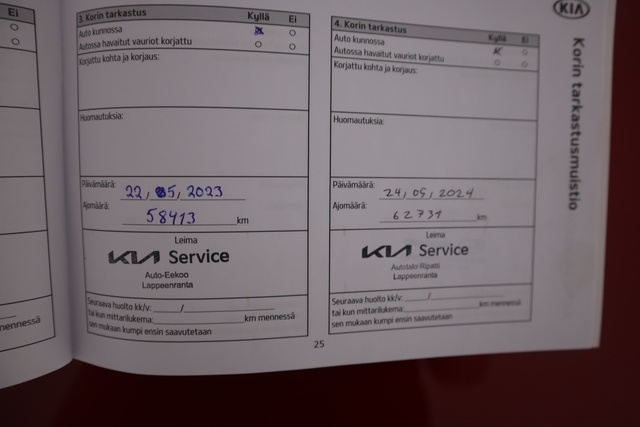 Ei
mennessä
3. Korin tarkastus Kyllä Ei
Auto kunnossa
Autossa havaitut vauriot korjattu
Korjattu kohta ja korjaus:
Huomautuksia:
Päivämäärä: 22, 05, 2023
Ajomäärä: 58413 km
Leima
KIA Service
Auto-Eekoo
Lappeenranta
Seuraava huolto kk/v: /
tai kun mittarilukema: km mennessä
sen mukaan kumpi ensin saavutetaan
4. Korin tarkastus Kyllä Ei
Auto kunnossa
Autossa havaitut vauriot korjattu
Korjattu kohta ja korjaus:
Huomautuksia:
Päivämäärä: 24, 05, 2024
Ajomäärä: 62731 km
Leima
KIA Service
Autotalo Ripatti
Lappeenranta
Seuraava huolto kk/v: /
tai kun mittarilukema: km mennessä
sen mukaan kumpi ensin saavutetaan
25
KIA
Korin tarkastusmuistio